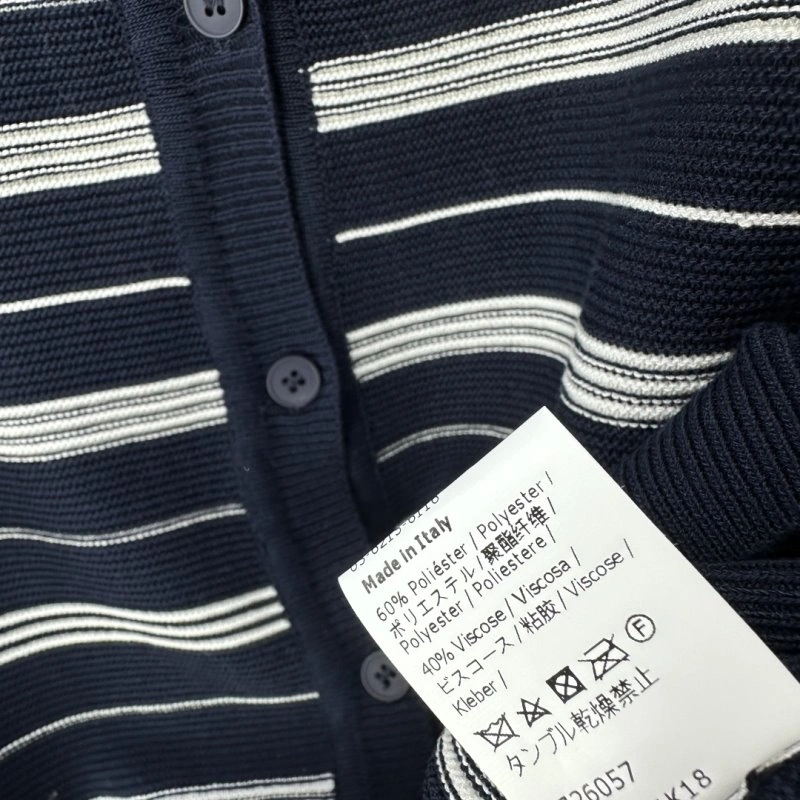 Made in Italy
60% Poliéster / Polyester /
ポリエステル / 聚酯纤维 /
Polyester / Poliestere /
40% Viscose / Viscosa /
ビスコース / 粘胶 / Viscose /
Kleber /
F
タンブル乾燥禁止
26057
K18